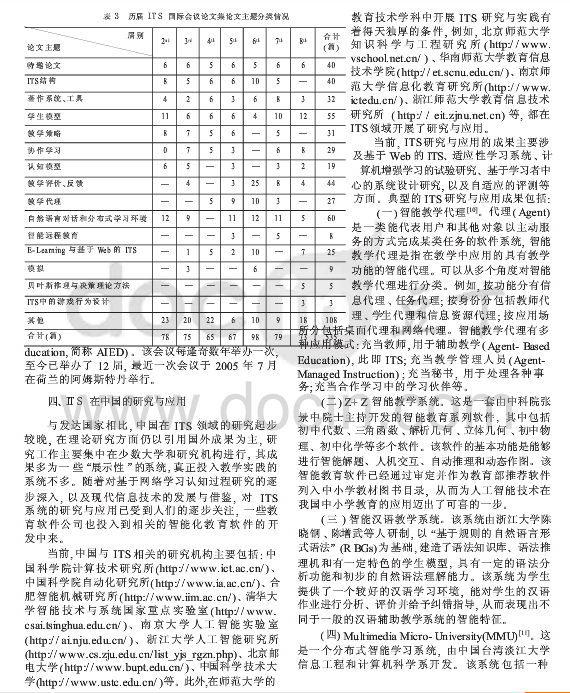 表 3 历届 ITS 国际会议论文集论文主题分类情况
届别 论文主题 2nd 3rd 4th 5th 6th 7th 8th 合计(篇)
特邀论文 6 6 5 6 5 6 6 40
ITS结构 8 5 6 6 10 5 — 40
著作系统、工具 4 2 6 3 6 8 3 32
学生模型 11 6 6 6 4 10 12 55
教学策略 8 7 5 6 — 5 — 31
协作学习 0 7 5 3 — 6 8 29
认知模型 6 5 — 3 — 3 2 19
教学评价、反馈 — 4 — 3 25 8 4 44
教学代理 — — 5 9 10 3 — 27
自然语言对话和分布式学习环境 12 9 — 11 12 11 5 60
智能远程教育 — — — 3 — 5 — 8
E-Learning 与基于 Web 的 ITS — 1 5 2 10 — 7 25
模拟 — 3 — — 6 — — 9
贝叶斯推理与决策理论方法 — — — — — — 5 5
ITS中的游戏行为设计 — — — — — — 3 3
其他 23 20 22 6 10 9 18 108
合计(篇) 78 75 65 67 98 79
ducation,简称 AIED) 。该会议每逢奇数年举办一次,
至今已举办了 12 届, 最近一次会议于 2005 年 7 月
在荷兰的阿姆斯特丹举行。
四、IT S 在中国的研究与应用
与发达国家相比, 中国在 ITS 领域的研究起步
较晚, 在理论研究方面仍以引用国外成果为主, 研
究工作主要集中在少数大学和研究机构进行, 其成
果多为一些“展示性”的系统,真正投入教学实践的
系统不多。随着对基于网络学习认知过程研究的逐
步深入, 以及现代信息技术的发展与借鉴, 对 ITS
系统的研究与应用已受到人们的逐步关注, 一些教
育软件公司也投入到相关的智能化教育软件的开
发中来。
当前,中国与 ITS 相关的研究机构主要包括: 中
国科学院计算技术研究所(http://www.ict.ac.cn/)、
中国科学院自动化研究所(http://www.ia.ac.cn/)、合
肥智能机械研究所(http://www.iim.ac.cn)、清华大
学智能技术与系统国家重点实验室(http://www.
csai.tsinghua.edu.cn/) 、南京大学人工智能实验室
(http://ai.nju.edu.cn/) 、浙江大学人工智能研究所
(http://www.cs.zju.edu.cn/list_yjs_rgzn.php)、北京邮
电大学(http://www.bupt.edu.cn/) 、中国科学技术大
学(http://www.ustc.edu.cn/)等。此外,在师范大学的
教育技术学科中开展 ITS 研究与实践有
着得天独厚的条件, 例如, 北京师范大学
知识科学与工程研究所(http://www.
vschool.net.cn/) 、华南师范大学教育信息
技术学院(http://et.scnu.edu.cn/)、南京师
范大学信息化教育研究所(http://www.
ictedu.cn/)、浙江师范大学教育信息技术
研究所 (http:// eit.zjnu.net.cn) 等, 都在
ITS领域开展了研究与应用。
当前, ITS研究与应用的成果主要涉
及基于 Web 的 ITS、适应性学习系统、计
算机增强学习的试验研究、基于学习者中
心的系统设计研究, 以及自适应的评测等
方面。典型的 ITS 研究与应用成果包括:
(一) 智能教学代理[10]。代理(Agent)
是一类能代表用户和其他对象以主动服
务的方式完成某类任务的软件系统, 智能
教学代理是指在教学中应用的具有教学
功能的智能代理。可以从多个角度对智能
教学代理进行分类。例如, 按功能分有信
息代理、任务代理; 按身份分包括教师代
理、学生代理和信息资源代理; 按应用场
所分包括桌面代理和网络代理。智能教学代理有多
种应用模式: 充当教师, 用于辅助教学(Agent- Based
Education), 此即 ITS; 充当教学管理人员(Agent-
Managed Instruction) ; 充当秘书, 用于处理各种事
务; 充当合作学习中的学习伙伴等。
(二) Z+ Z 智能教学系统。这是一套由中科院张
景中院士主持开发的智能教育系列软件, 其中包括
初中代数、三角函数、解析几何、立体几何、初中物
理、初中化学等多个软件。该软件的基本功能是能够
进行智能解题、人机交互、自动推理和动态作图。该
智能教育软件已经通过审定并作为教育部推荐软件
列入中小学教材图书目录, 从而为人工智能技术在
我国中小学教育的应用迈出了可喜的一步。
(三) 智能汉语教学系统。该系统由浙江大学陈
晓钢、陈增武等人研制, 以“基于规则的自然语言形
式语法”(R BGs)为基础, 建造了语法知识库、语法推
理机和有一定特色的学生模型, 具有一定的语法分
析功能和初步的自然语法理解能力。该系统为学生
提供了一个较好的汉语学习环境, 能对学生的汉语
作业进行分析、评价并给予纠错指导, 从而表现出不
同于一般的汉语辅助教学系统的智能特征。
(四) Multimedia Micro- University(MMU)[11]。这
是一个分布式智能学习系统, 由中国台湾淡江大学
信息工程和计算机科学系开发。该系统包括一种